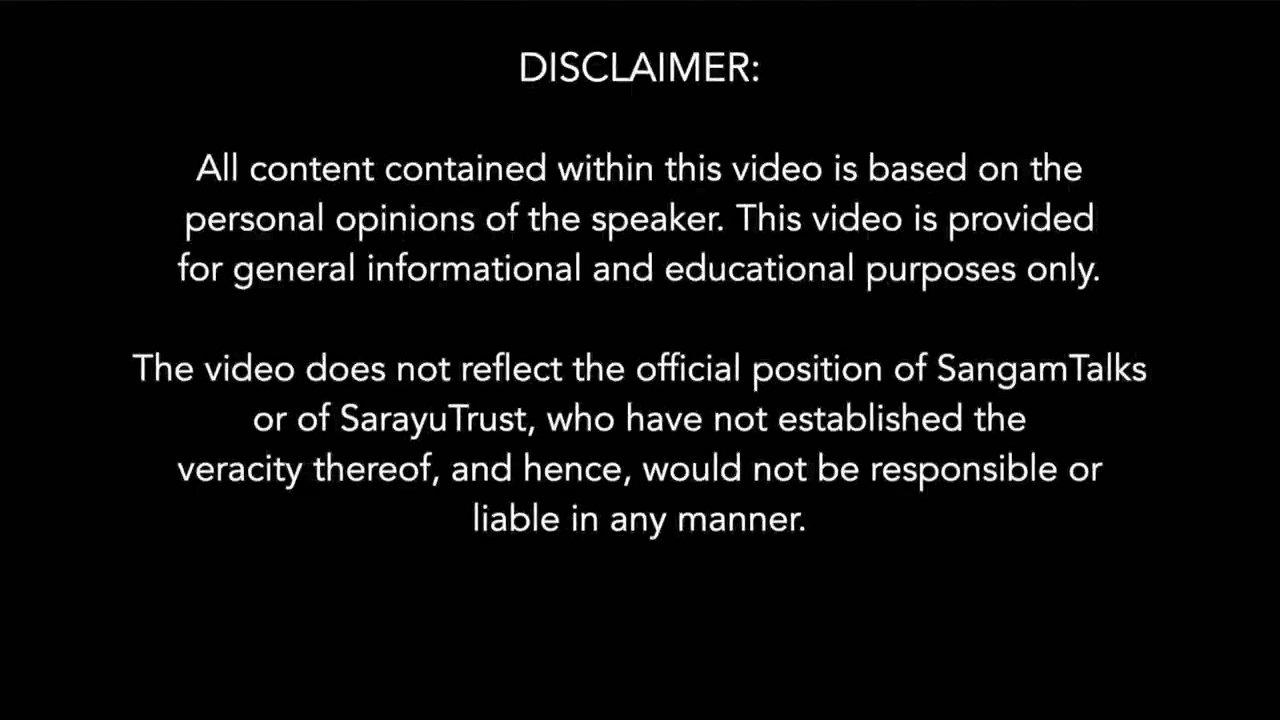 DISCLAIMER:
All content contained within this video is based on the
personal opinions of the speaker. This video is provided
for general informational and educational purposes only.
The video does not reflect the official position of SangamTalks
or of SarayuTrust, who have not established the
veracity thereof, and hence, would not be responsible or
liable in any manner.